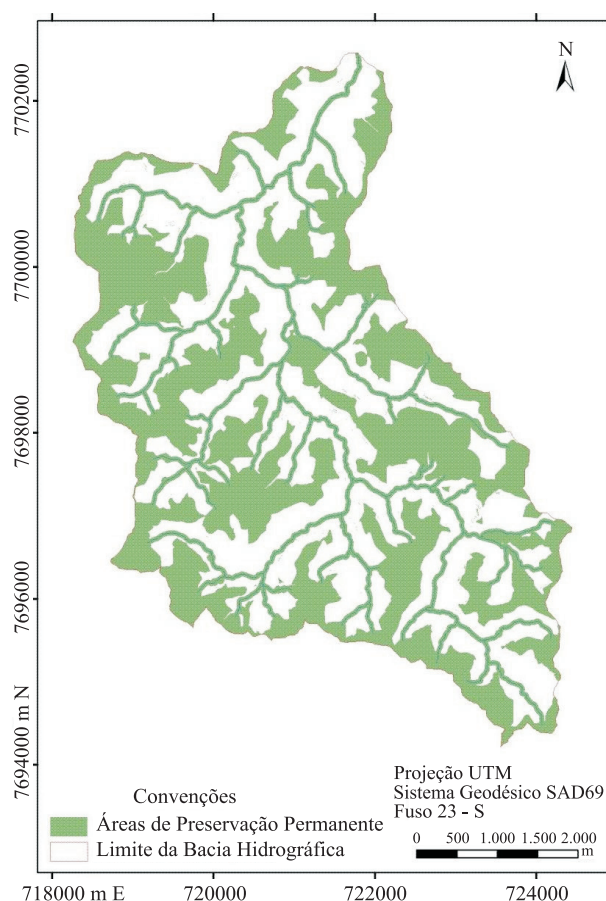 N
7702000
7700000
7698000
7696000
7694000 m N
Projeção UTM
Sistema Geodésico SAD69
Fuso 23 - S
Convenções
Áreas de Preservação Permanente
Limite da Bacia Hidrográfica
0 500 1.000 1.500 2.000
m
718000 m E 720000 722000 724000